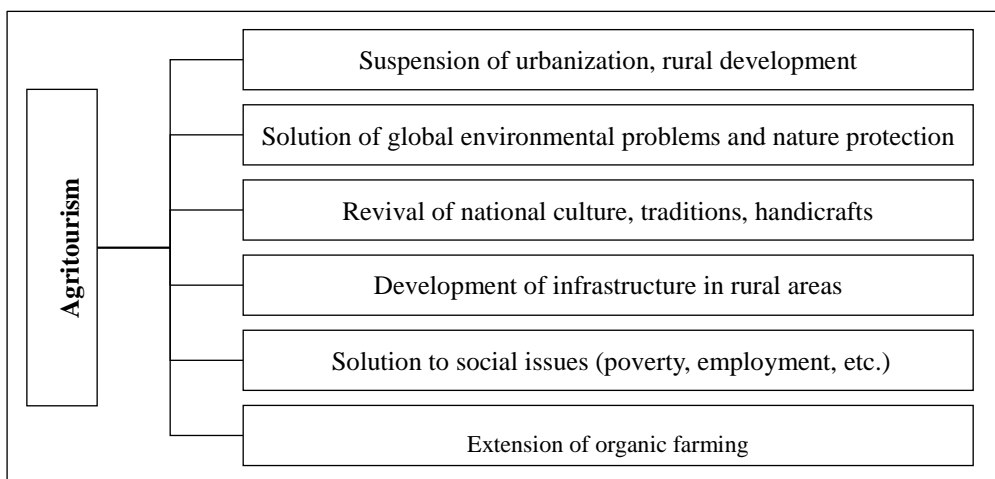 Agritourism
Suspension of urbanization, rural development
Solution of global environmental problems and nature protection
Revival of national culture, traditions, handicrafts
Development of infrastructure in rural areas
Solution to social issues (poverty, employment, etc.)
Extension of organic farming